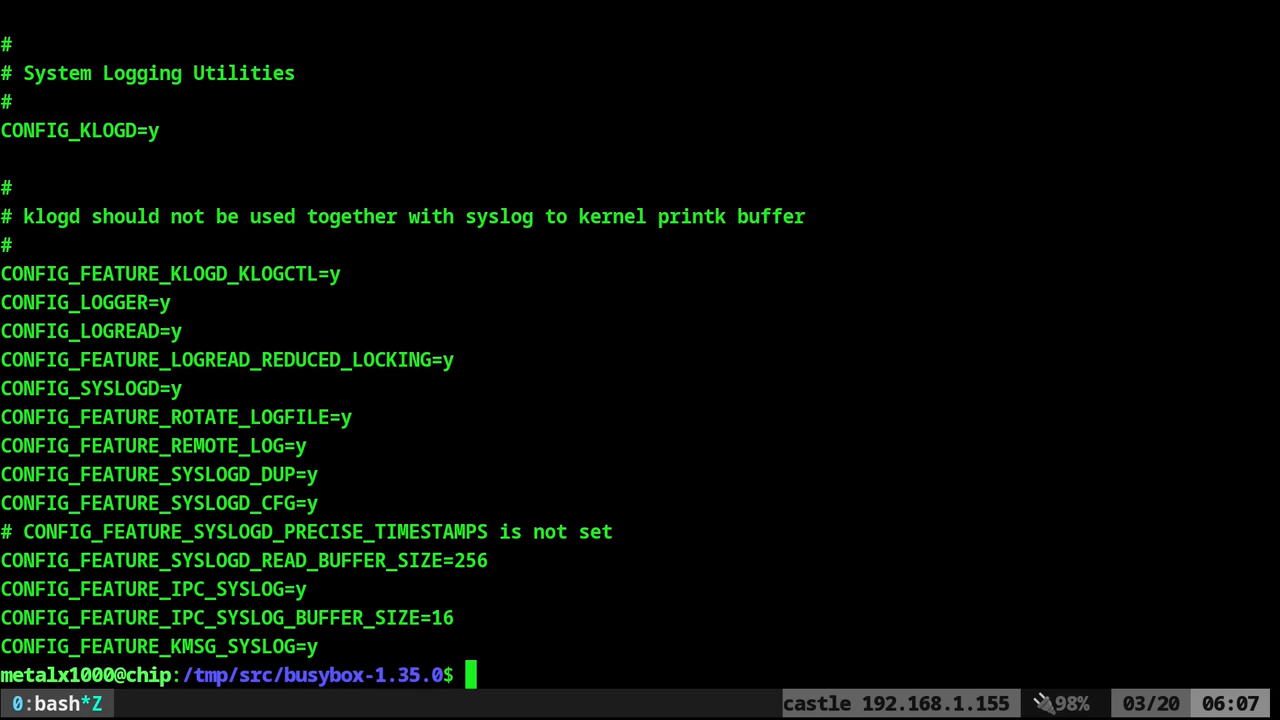 #
# System Logging Utilities
#
CONFIG_KLOGD=y
#
# klogd should not be used together with syslog to kernel printk buffer
#
CONFIG_FEATURE_KLOGD_KLOGCTL=y
CONFIG_LOGGER=y
CONFIG_LOGREAD=y
CONFIG_FEATURE_LOGREAD_REDUCED_LOCKING=y
CONFIG_SYSLOGD=y
CONFIG_FEATURE_ROTATE_LOGFILE=y
CONFIG_FEATURE_REMOTE_LOG=y
CONFIG_FEATURE_SYSLOGD_DUP=y
CONFIG_FEATURE_SYSLOGD_CFG=y
# CONFIG_FEATURE_SYSLOGD_PRECISE_TIMESTAMPS is not set
CONFIG_FEATURE_SYSLOGD_READ_BUFFER_SIZE=256
CONFIG_FEATURE_IPC_SYSLOG=y
CONFIG_FEATURE_IPC_SYSLOG_BUFFER_SIZE=16
CONFIG_FEATURE_KMSG_SYSLOG=y
metalx1000@chip:/tmp/src/busybox-1.35.0$
0:bash*Z castle 192.168.1.155 🔌98% 03/20 06:07